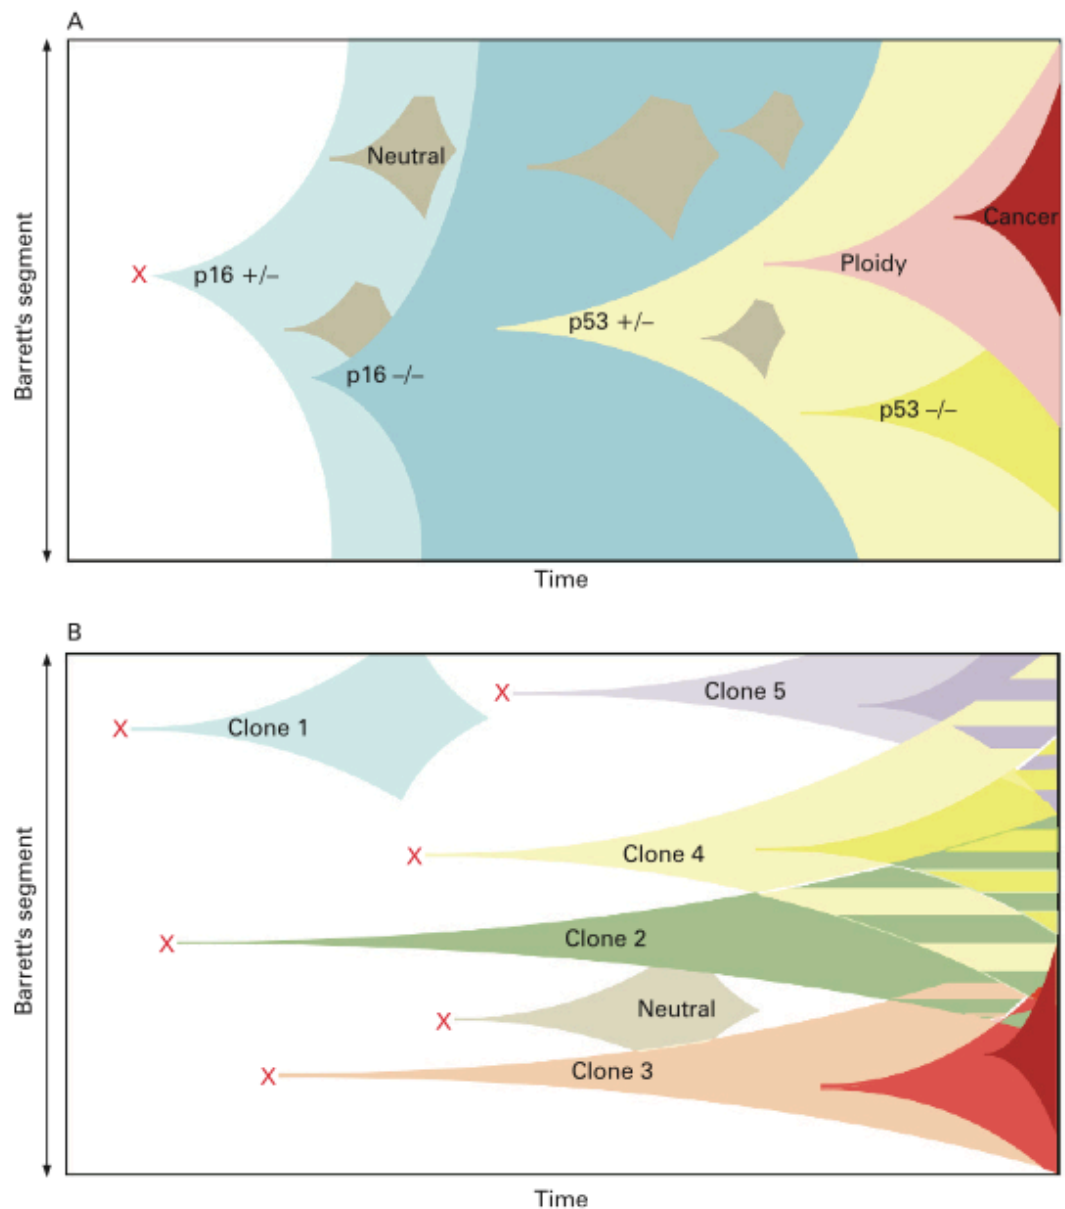 A
Barrett's segment
Neutral
Cancer
Ploidy
X
p16 +/–
p53 +/–
p16 –/–
p53 –/–
Time
B
Barrett's segment
X
Clone 5
X
Clone 1
X
Clone 4
X
Clone 2
X
Neutral
X
Clone 3
Time